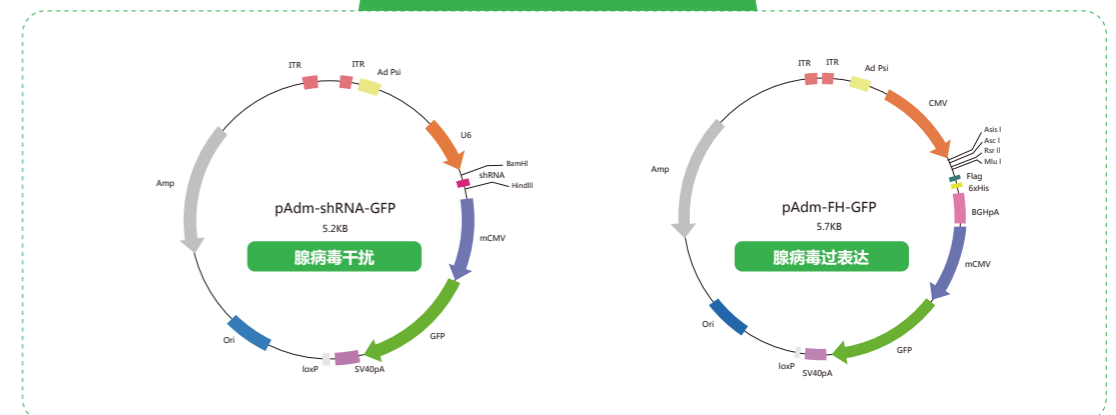 ITR
ITR
Ad Psi
U6
BamHI
shRNA
HindIII
mCMV
GFP
SV40pA
loxP
Ori
Amp
pAdm-shRNA-GFP
5.2KB
腺病毒干扰
ITR
ITR
Ad Psi
CMV
Asis I
Asc I
Rsr II
Mlu I
Flag
6xHis
BGHpA
mCMV
GFP
SV40pA
loxP
Ori
Amp
pAdm-FH-GFP
5.7KB
腺病毒过表达